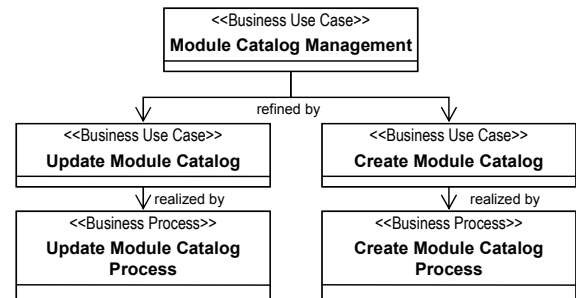 <<Business Use Case>>
Module Catalog Management
refined by
<<Business Use Case>>
Update Module Catalog
<<Business Use Case>>
Create Module Catalog
realized by
realized by
<<Business Process>>
Update Module Catalog
Process
<<Business Process>>
Create Module Catalog
Process